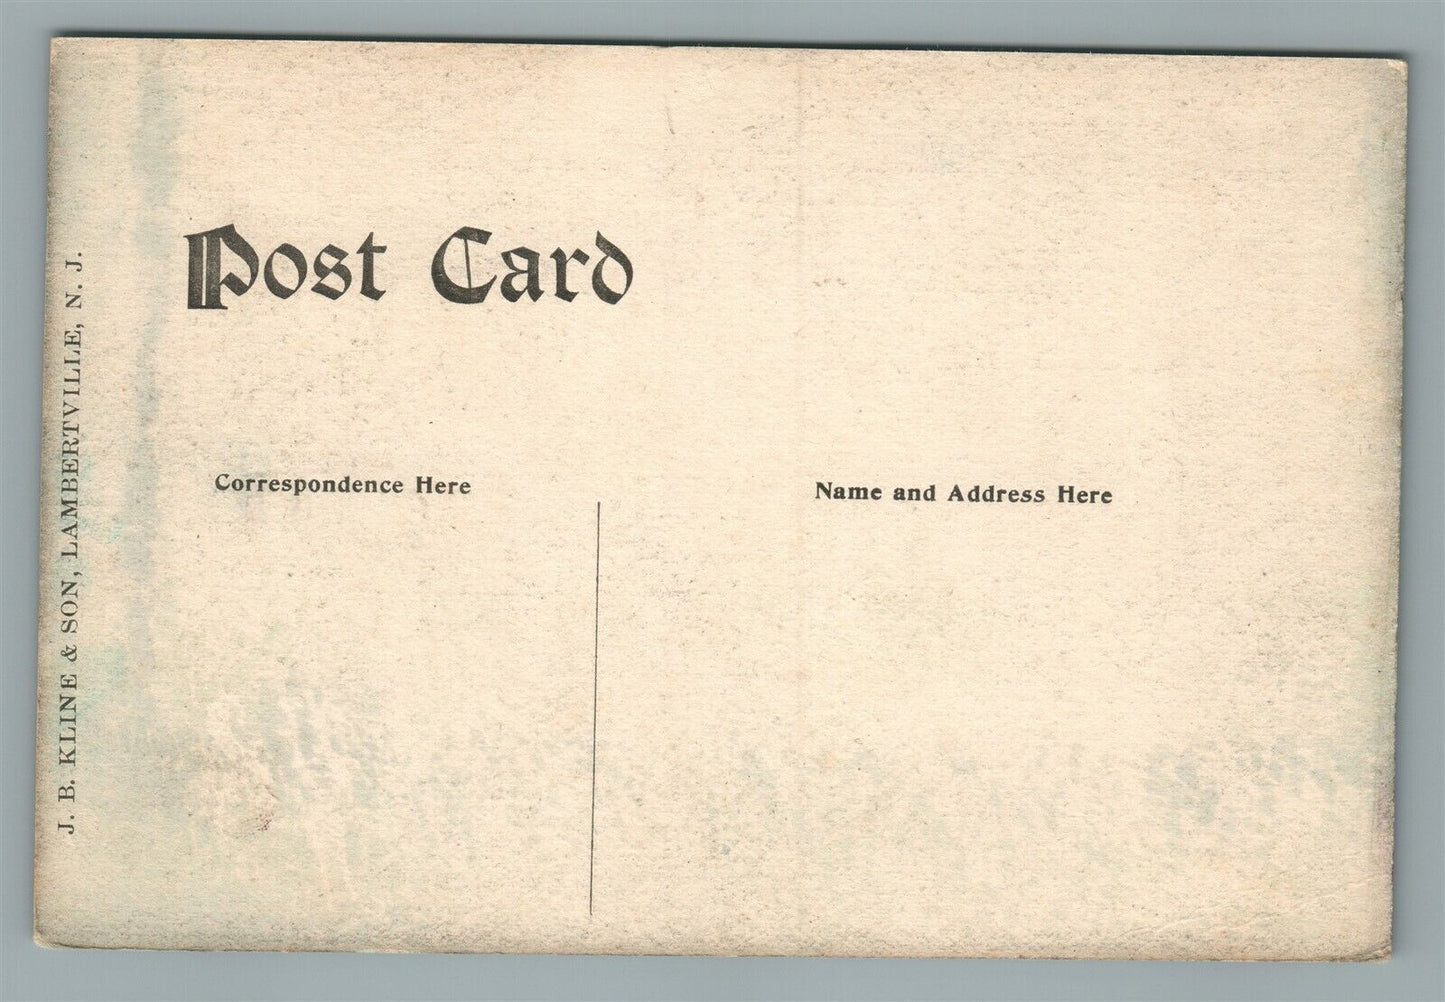 Post Card
Correspondence Here
Name and Address Here
J. B. KLINE & SON, LAMBERTVILLE, N. J.